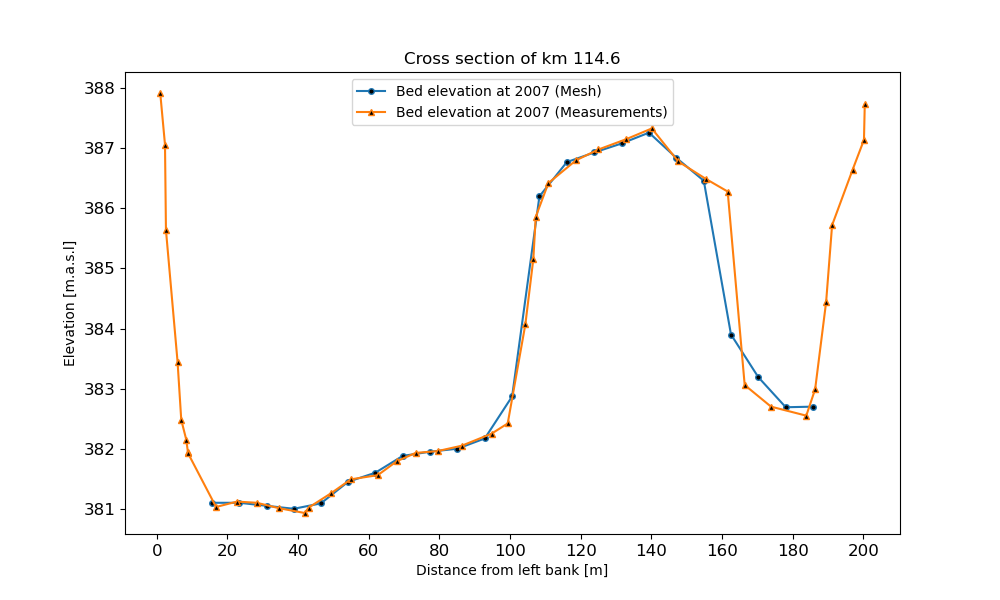 Cross section of km 114.6
Bed elevation at 2007 (Mesh)
Bed elevation at 2007 (Measurements)
Elevation [m.a.s.l]
388
387
386
385
384
383
382
381
0 20 40 60 80 100 120 140 160 180 200
Distance from left bank [m]